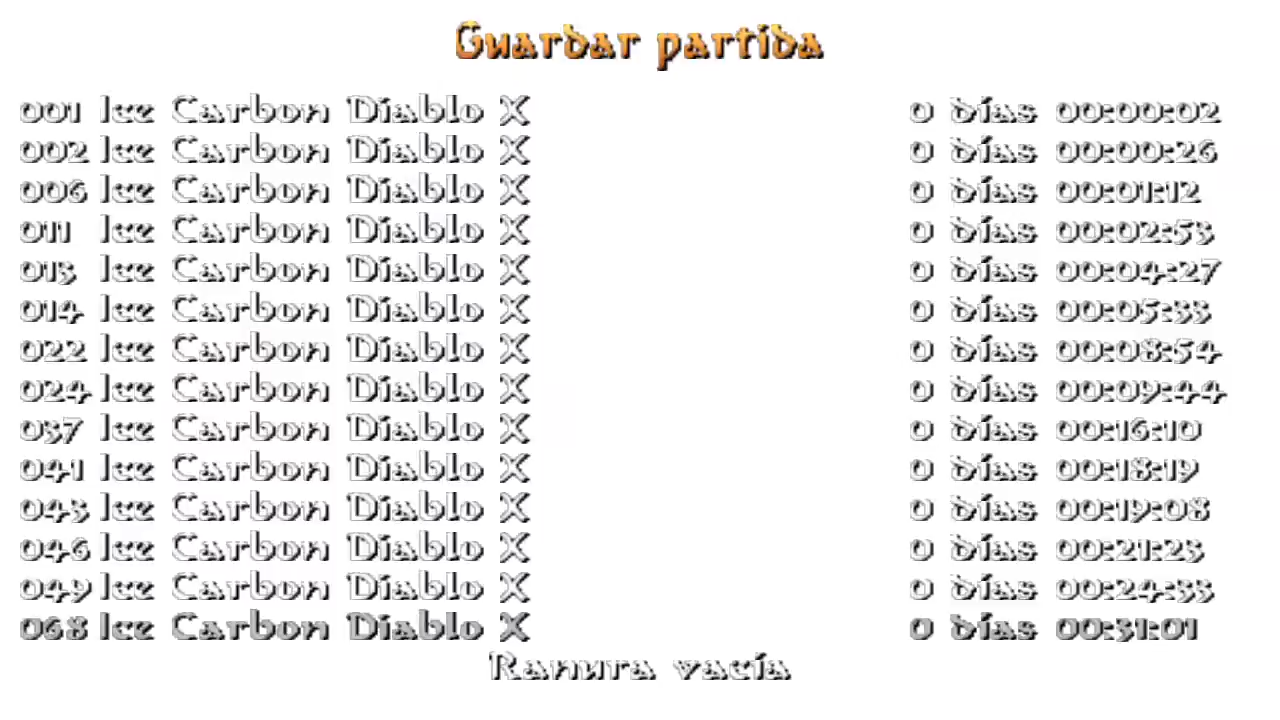 Guardar partida
001 Ice Carbon Diablo X 0 días 00:00:02
002 Ice Carbon Diablo X 0 días 00:00:26
006 Ice Carbon Diablo X 0 días 00:01:12
011 Ice Carbon Diablo X 0 días 00:02:53
013 Ice Carbon Diablo X 0 días 00:04:27
014 Ice Carbon Diablo X 0 días 00:05:33
022 Ice Carbon Diablo X 0 días 00:08:54
024 Ice Carbon Diablo X 0 días 00:09:44
037 Ice Carbon Diablo X 0 días 00:16:10
041 Ice Carbon Diablo X 0 días 00:18:19
043 Ice Carbon Diablo X 0 días 00:19:08
046 Ice Carbon Diablo X 0 días 00:21:23
049 Ice Carbon Diablo X 0 días 00:24:33
068 Ice Carbon Diablo X 0 días 00:31:01
Ranura vacía